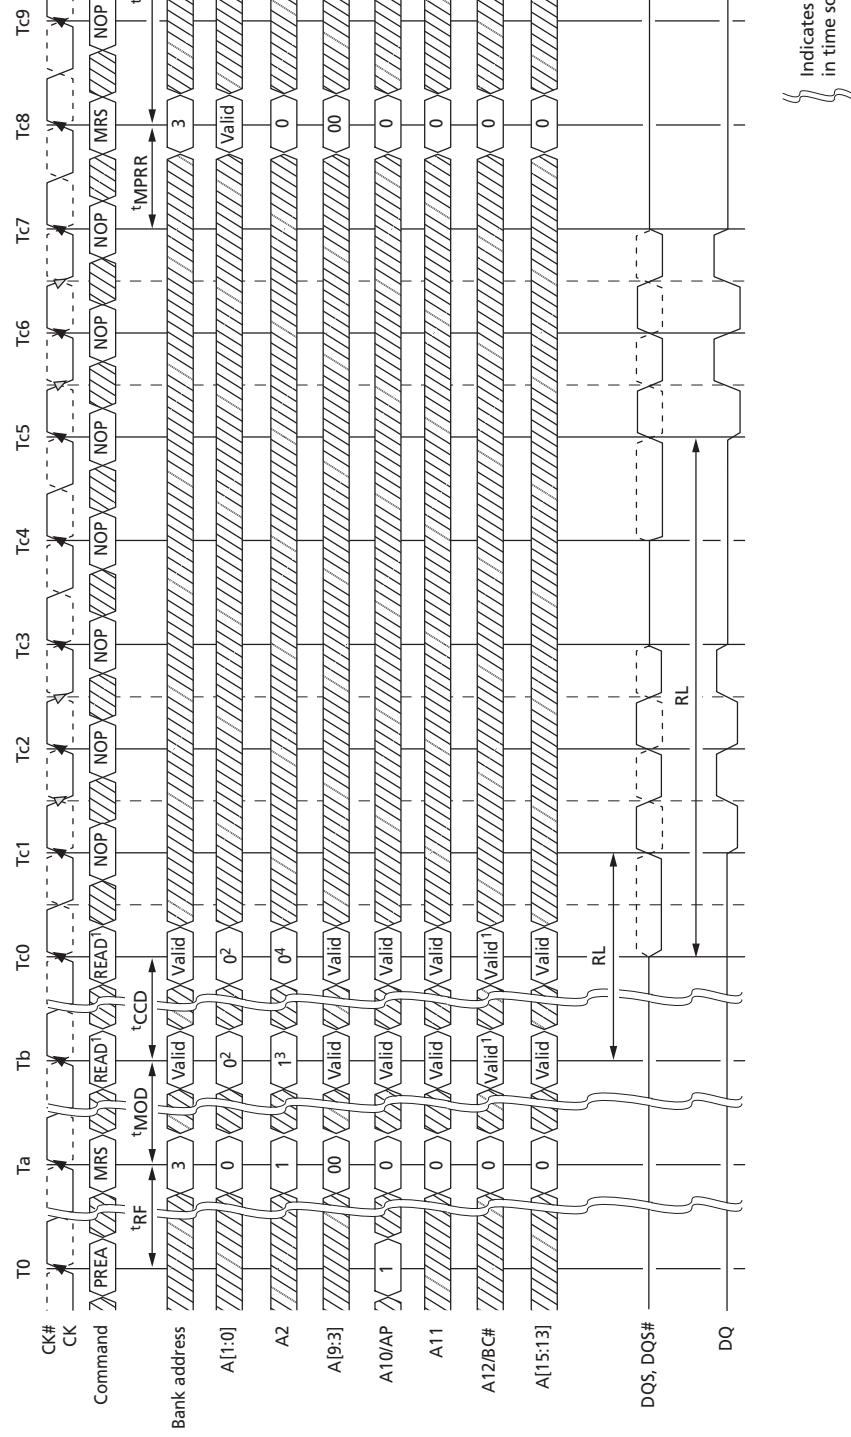 T0 Ta Tb Tc0 Tc1 Tc2 Tc3 Tc4 Tc5 Tc6 Tc7 Tc8 Tc9
CK#
CK
Command PREA MRS READ¹ READ¹ NOP NOP NOP NOP NOP NOP NOP MRS NOP
tRF tMOD tCCD tMPRR
Bank address 3 Valid Valid 3
A[1:0] 0 0² 0² Valid
A2 1 1³ 0⁴ 0
A[9:3] 00 Valid Valid 00
A10/AP 1 0 Valid Valid 0
A11 0 Valid Valid 0
A12/BC# 0 Valid¹ Valid¹ 0
A[15:13] 0 Valid Valid 0
RL
DQS, DQS#
RL
DQ
Indicates
in time